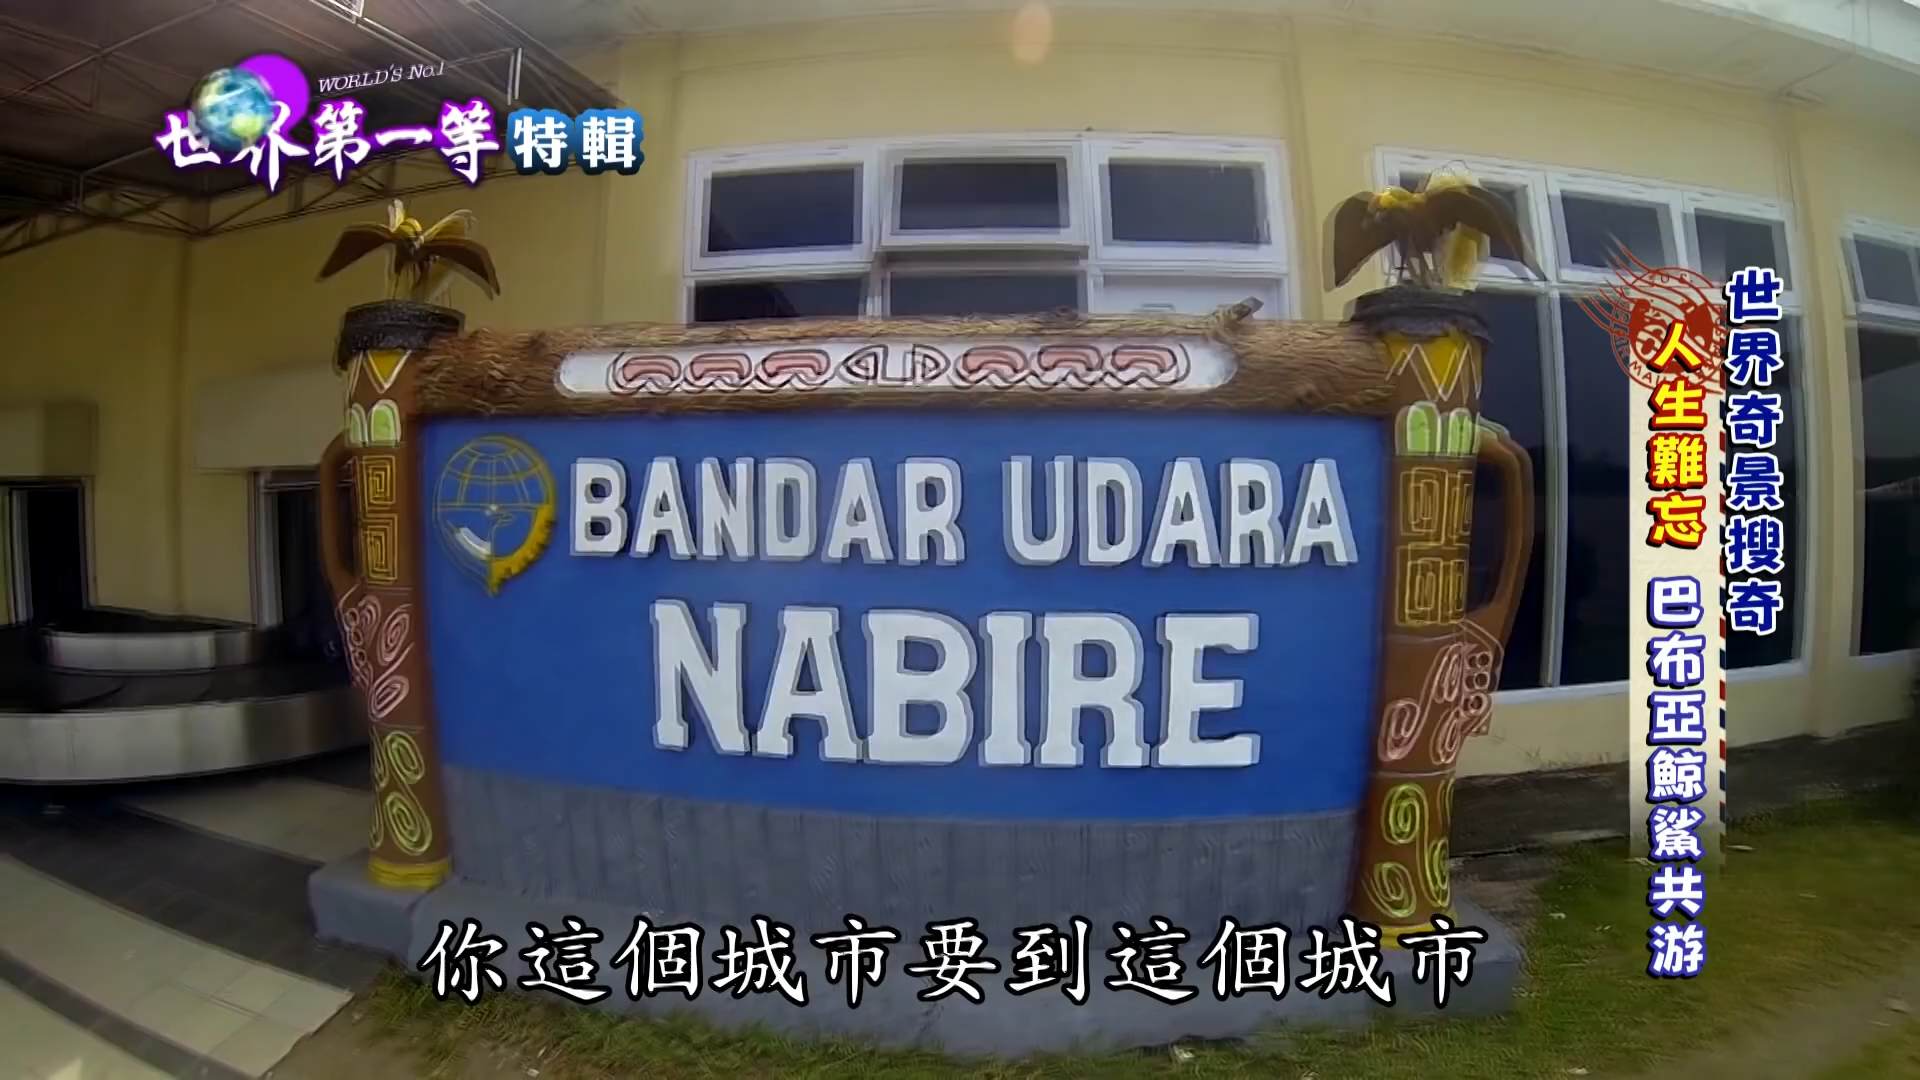 WORLD'S No.1
世界第一等特輯
BANDAR UDARA
NABIRE
世界奇景搜奇
人生難忘 巴布亞鯨鯊共游
你這個城市要到這個城市